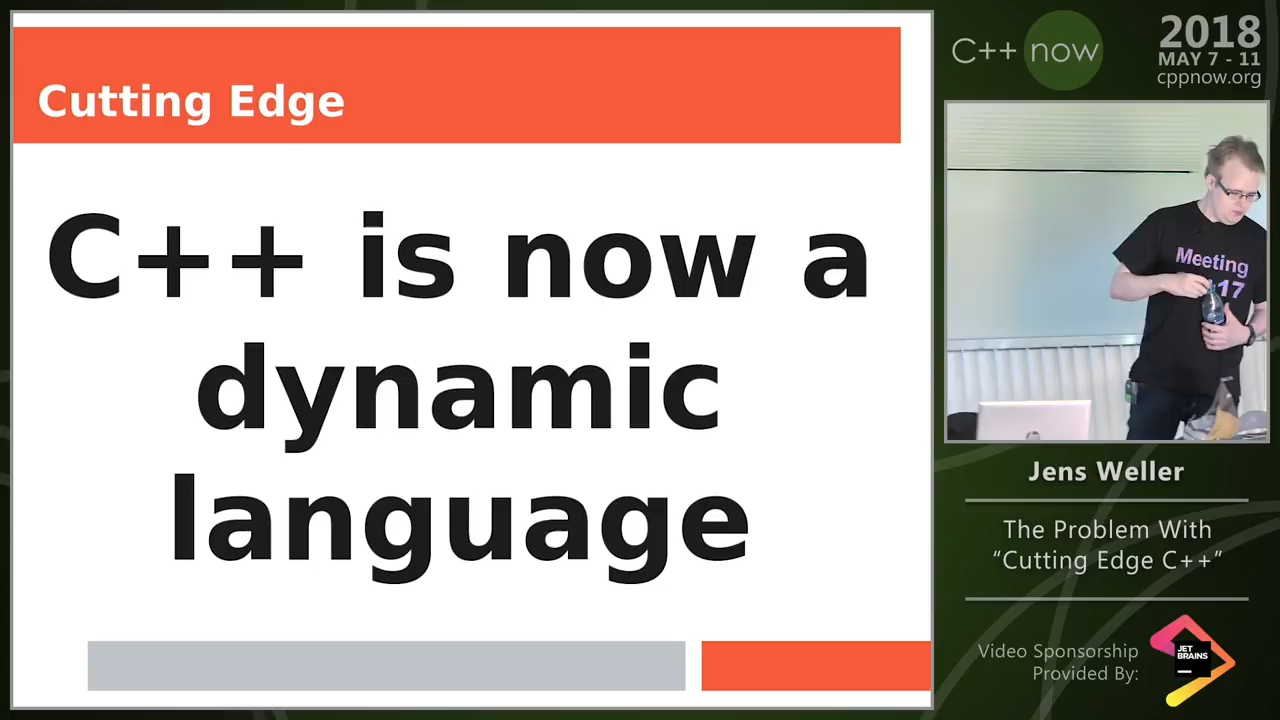 Cutting Edge
C++ is now a
dynamic
language
C++ now
2018
MAY 7 - 11
cppnow.org
Meeting
17
Jens Weller
The Problem With
“Cutting Edge C++”
Video Sponsorship
Provided By:
JET
BRAINS